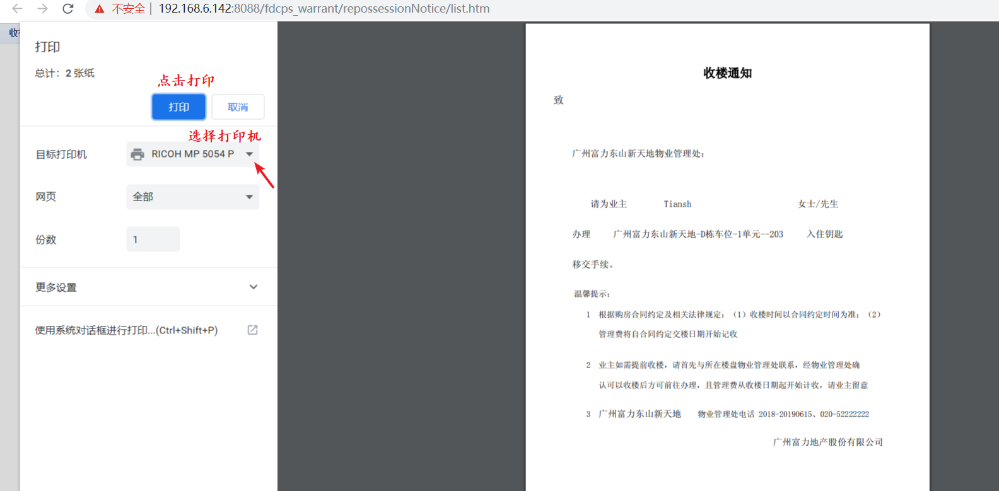 不安全 | 192.168.6.142:8088/fdcps_warrant/repossessionNotice/list.htm
收
打印
总计：2 张纸
点击打印
打印 取消
选择打印机
目标打印机 RICOH MP 5054 P
网页 全部
份数 1
更多设置
使用系统对话框进行打印...(Ctrl+Shift+P)
收楼通知
致
广州富力东山新天地物业管理处：
请为业主 Tiansh 女士/先生
办理 广州富力东山新天地-D栋车位-1单元--203 入住钥匙
移交手续。
温馨提示：
1 根据购房合同约定及相关法律规定：（1）收楼时间以合同约定时间为准；（2）
管理费将自合同约定交楼日期开始记收
2 业主如需提前收楼，请首先与所在楼盘物业管理处联系，经物业管理处确
认可以收楼后方可前往办理，且管理费从收楼日期起开始计收，请业主留意
3 广州富力东山新天地 物业管理处电话 2018-20190615、020-52222222
广州富力地产股份有限公司